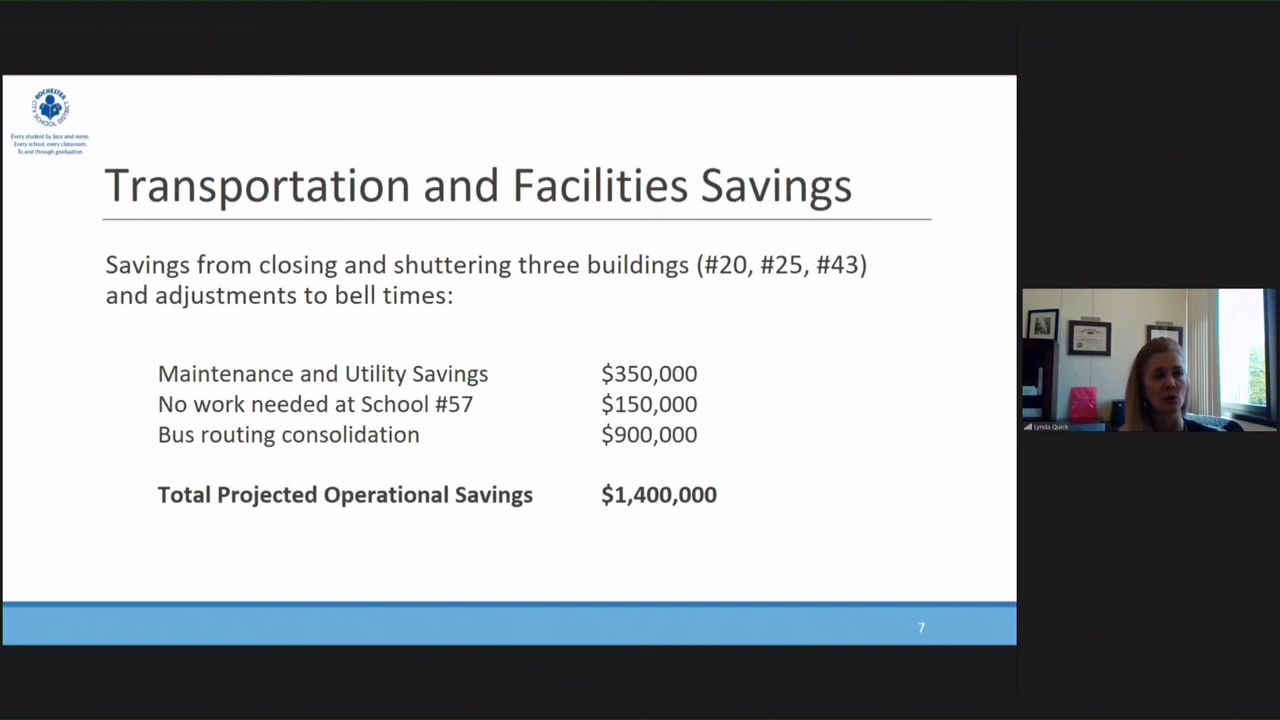 ROCHESTER
CITY SCHOOL DISTRICT
Every student by face and name.
Every school, every classroom.
To and through graduation.
Transportation and Facilities Savings
Savings from closing and shuttering three buildings (#20, #25, #43)
and adjustments to bell times:
Maintenance and Utility Savings $350,000
No work needed at School #57 $150,000
Bus routing consolidation $900,000
Total Projected Operational Savings $1,400,000
7
Lynda Quick